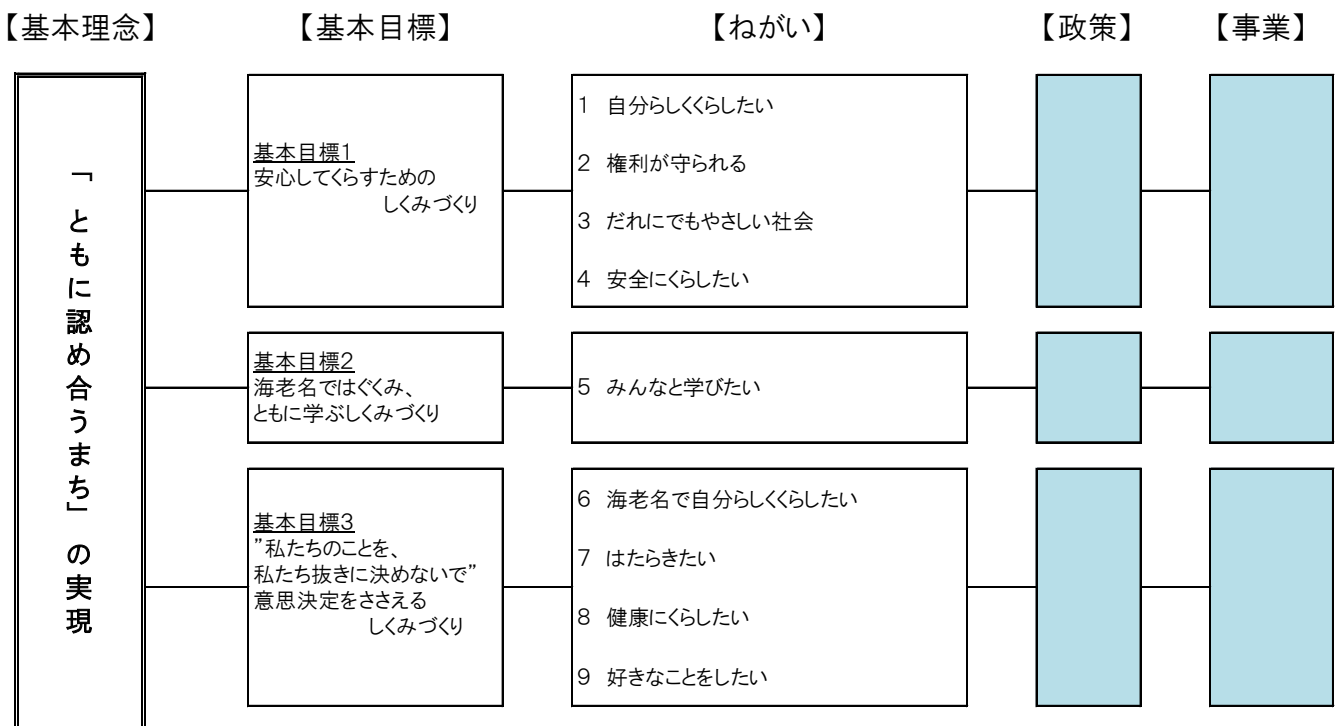 【基本理念】 【基本目標】 【ねがい】 【政策】 【事業】
「ともに認め合うまち」の実現
基本目標1
安心してくらすための
しくみづくり
1 自分らしくくらしたい
2 権利が守られる
3 だれにでもやさしい社会
4 安全にくらしたい
基本目標2
海老名ではぐくみ、
ともに学ぶしくみづくり
5 みんなと学びたい
基本目標3
”私たちのことを、
私たち抜きに決めないで”
意思決定をささえる
しくみづくり
6 海老名で自分らしくくらしたい
7 はたらきたい
8 健康にくらしたい
9 好きなことをしたい